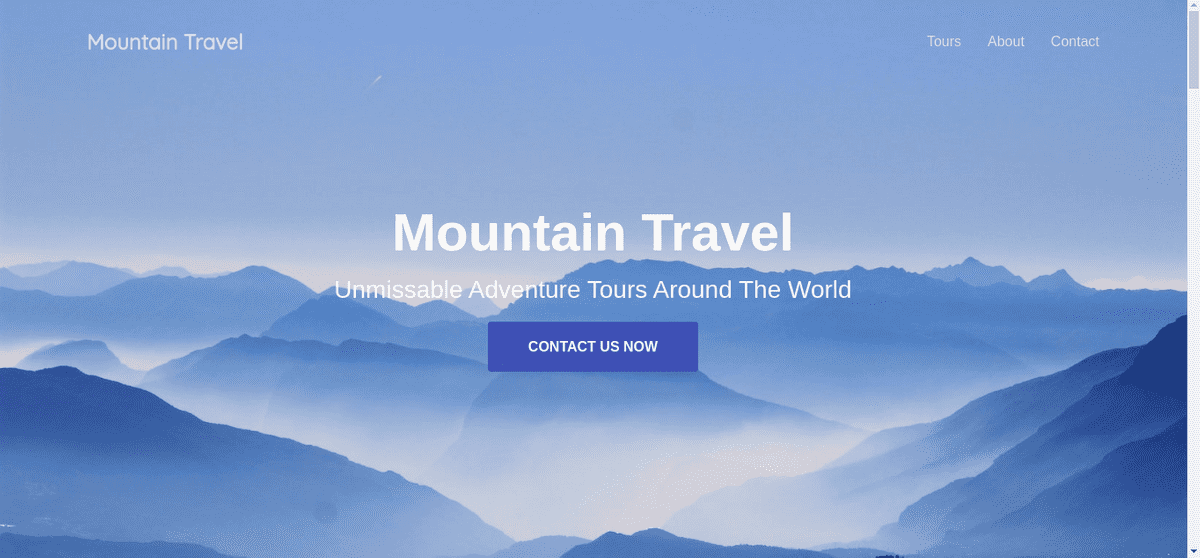 Mountain Travel
Tours About Contact
Mountain Travel
Unmissable Adventure Tours Around The World
CONTACT US NOW